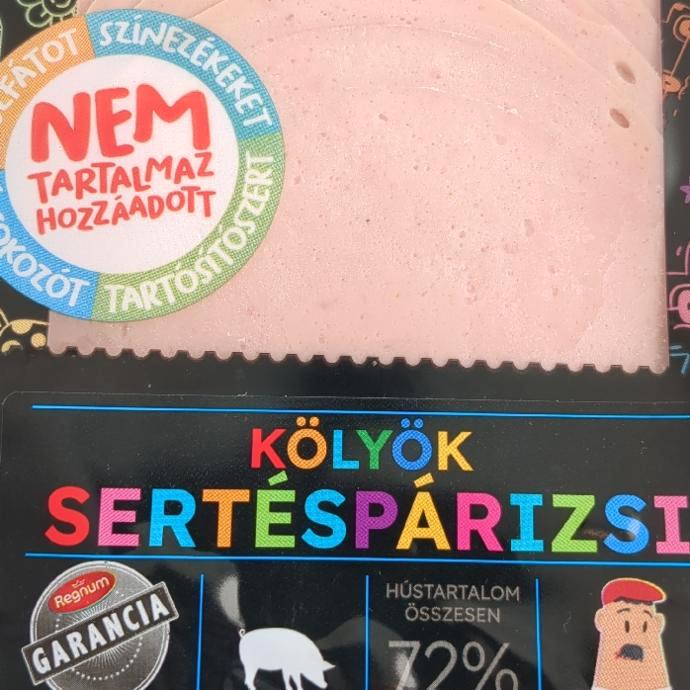 SZÍNEZÉKEKET
NEM
TARTALMAZ
HOZZÁADOTT
TARTÓSÍTÓSZERT
KÖLYÖK
SERTÉSPÁRIZSI
Regnum
GARANCIA
HÚSTARTALOM
ÖSSZESEN
72%